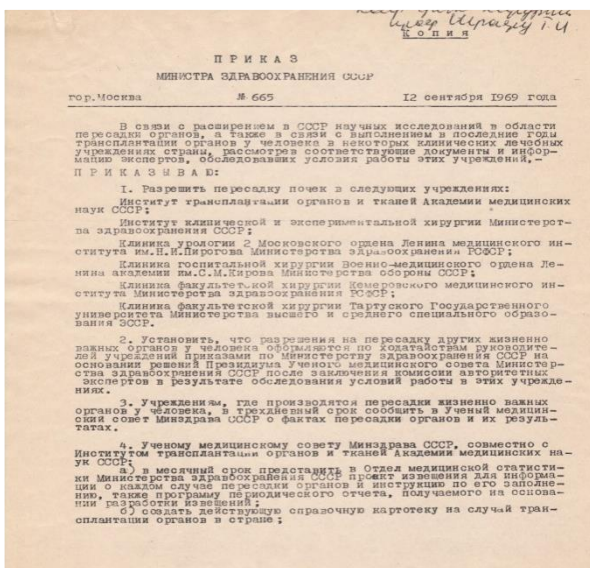 проф Шрацу Г.И.
Копия
ПРИКАЗ
МИНИСТРА ЗДРАВООХРАНЕНИЯ СССР
гор.Москва № 665 12 сентября 1969 года
В связи с расширением в СССР научных исследований в области
пересадки органов, а также в связи с выполнением в последние годы
трансплантации органов у человека в некоторых клинических лечебных
учреждениях страны, рассмотрев соответствующие документы и инфор-
мацию экспертов, обследовавших условия работы этих учреждений,-
ПРИКАЗЫВАЮ:
1. Разрешить пересадку почек в следующих учреждениях:
Институт трансплантации органов и тканей Академии медицинских
наук СССР;
Институт клинической и экспериментальной хирургии Министерст-
ва здравоохранения СССР;
Клиника урологии 2 Московского ордена Ленина медицинского ин-
ститута им.Н.И.Пирогова Министерства здравоохранения РСФСР;
Клиника госпитальной хирургии Военно-медицинского ордена Ле-
нина академии им.С.М.Кирова Министерства обороны СССР;
Клиника факультетской хирургии Кемеровского медицинского ин-
ститута Министерства здравоохранения РСФСР;
Клиника факультетской хирургии Тартуского Государственного
университета Министерства высшего и среднего специального образо-
вания ЭССР.
2. Установить, что разрешения на пересадку других жизненно
важных органов у человека оформляются по ходатайствам руководите-
лей учреждений приказами по Министерству здравоохранения СССР на
основании решений Президиума Ученого медицинского совета Министер-
ства здравоохранения СССР после заключения комиссии авторитетных
экспертов в результате обследования условий работы в этих учрежде-
ниях.
3. Учреждениям, где производятся пересадки жизненно важных
органов у человека, в трехдневный срок сообщить в Ученый медицин-
ский совет Минздрава СССР о фактах пересадки органов и их резуль-
татах.
4. Ученому медицинскому совету Минздрава СССР, совместно с
Институтом трансплантации органов и тканей Академии медицинских на-
ук СССР:
а) в месячный срок представить в Отдел медицинской статисти-
ки Министерства здравоохранения СССР проект извещения для информа-
ции о каждом случае пересадки органов и инструкцию по его заполне-
нию, также программу периодического отчета, получаемого на основа-
нии разработки извещений;
б) создать действующую справочную картотеку на случай тран-
сплантации органов в стране;